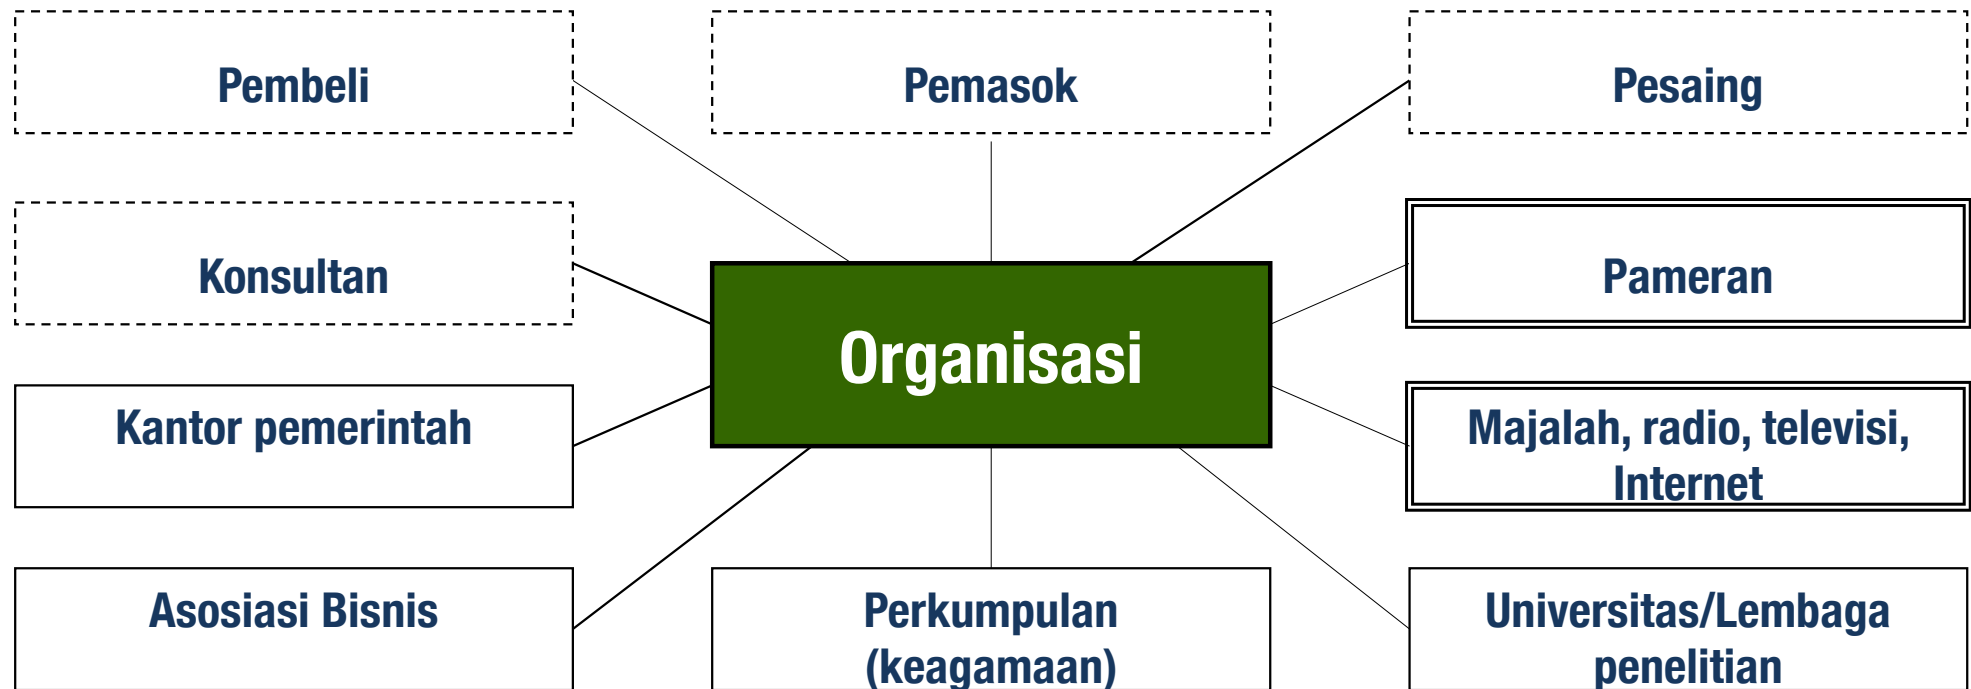 Pembeli
Pemasok
Pesaing
Konsultan
Pameran
Organisasi
Kantor pemerintah
Majalah, radio, televisi,
Internet
Asosiasi Bisnis
Perkumpulan
(keagamaan)
Universitas/Lembaga
penelitian